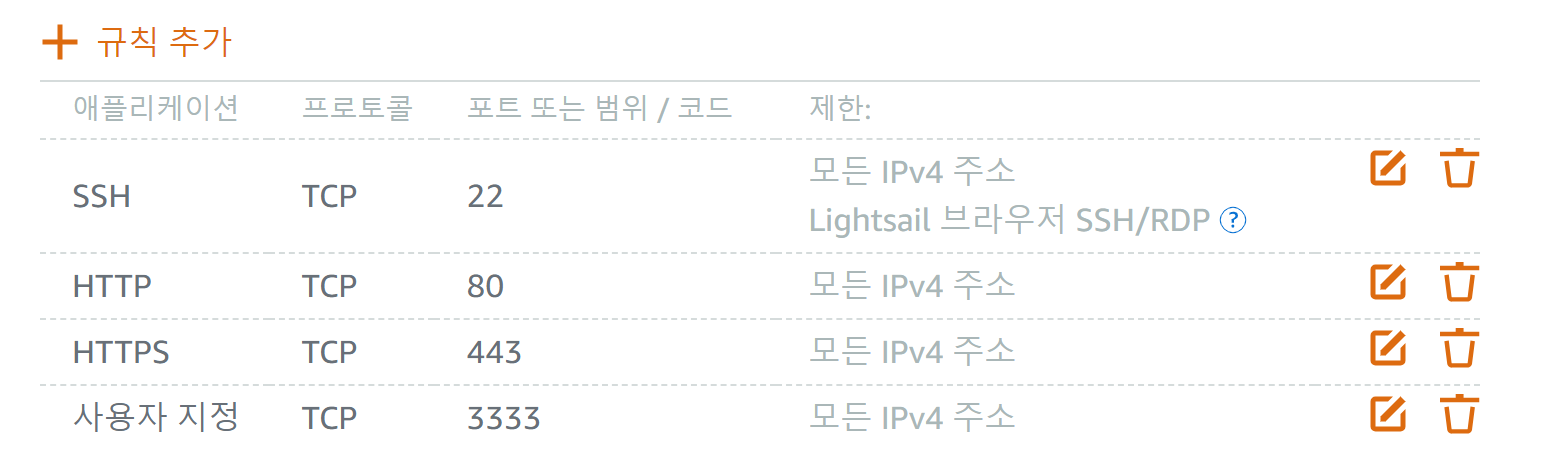 규칙 추가
애플리케이션 프로토콜 포트 또는 범위 / 코드 제한:
SSH TCP 22 모든 IPv4 주소
Lightsail 브라우저 SSH/RDP ?
HTTP TCP 80 모든 IPv4 주소
HTTPS TCP 443 모든 IPv4 주소
사용자 지정 TCP 3333 모든 IPv4 주소